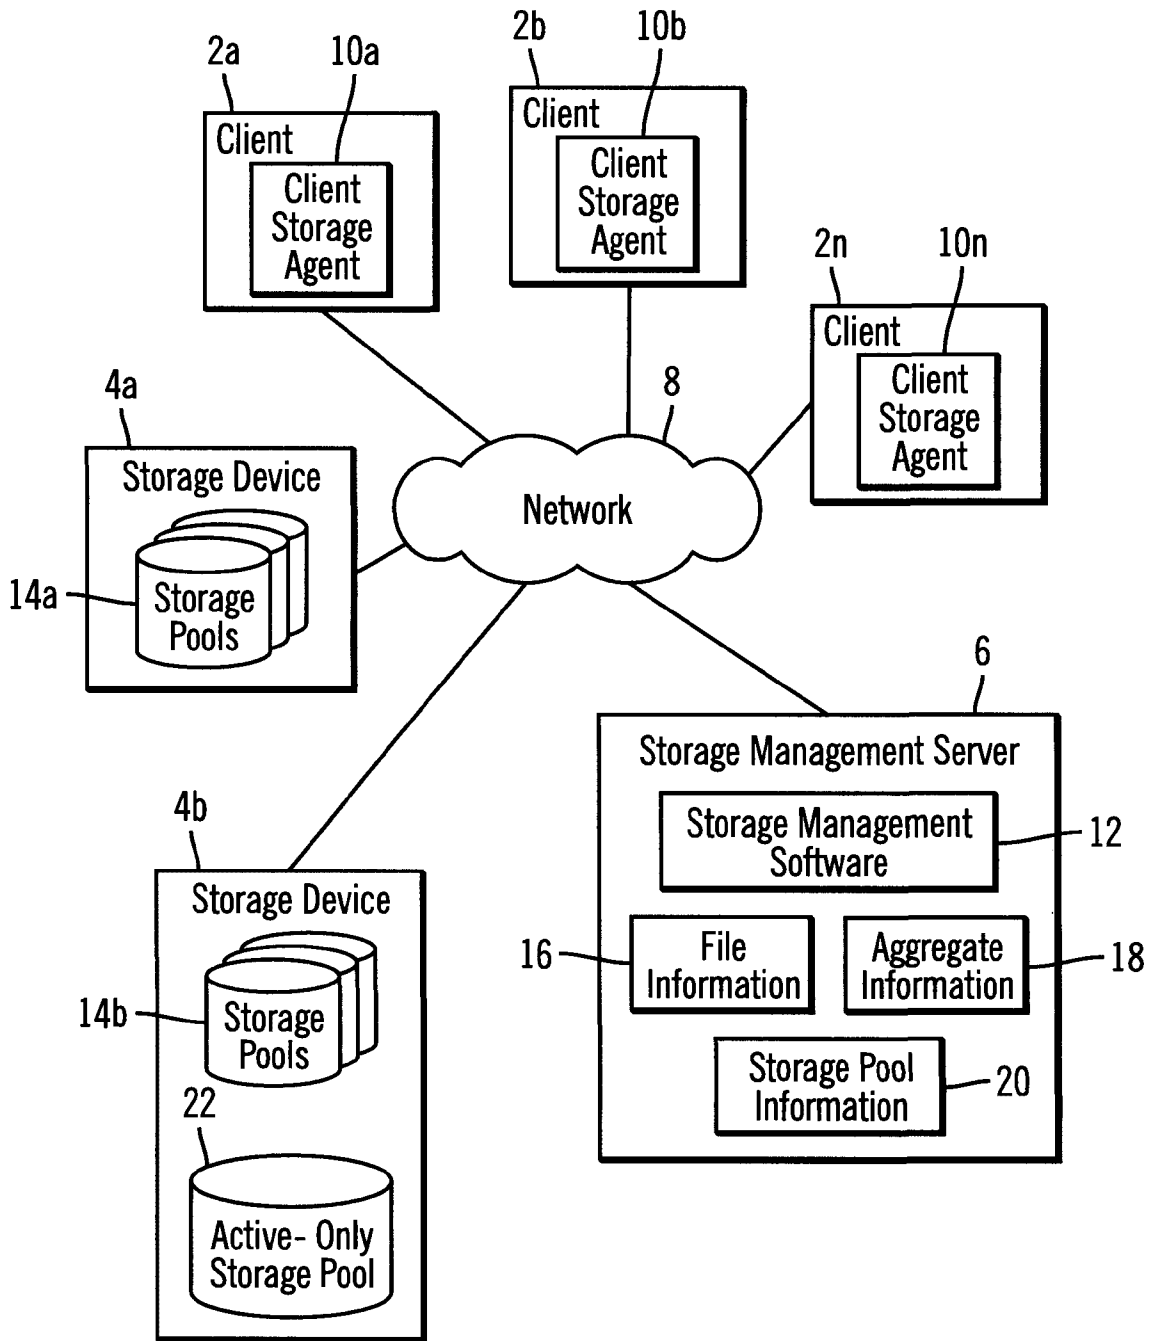 2a
10a
2b
10b
Client
Client
Storage
Agent
Client
Client
Storage
Agent
2n
10n
Client
Client
Storage
Agent
4a
8
Storage Device
Network
14a
Storage
Pools
6
Storage Management Server
Storage Management
Software
12
4b
Storage Device
16
File
Information
Aggregate
Information
18
14b
Storage
Pools
Storage Pool
Information
20
22
Active- Only
Storage Pool